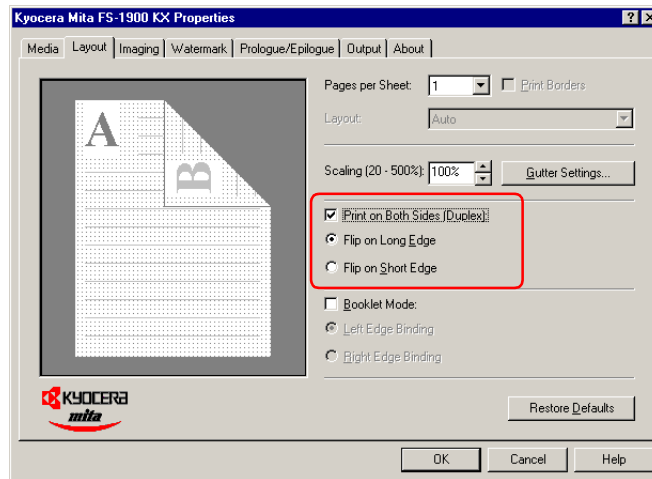 Kyocera Mita FS-1900 KX Properties
Media Layout Imaging Watermark Prologue/Epilogue Output About
Pages per Sheet: 1 Print Borders
Layout: Auto
A
B
Scaling (20 - 500%): 100% Gutter Settings...
Print on Both Sides (Duplex):
Flip on Long Edge
Flip on Short Edge
Booklet Mode:
Left Edge Binding
Right Edge Binding
KYOCERA
mita
Restore Defaults
OK Cancel Help